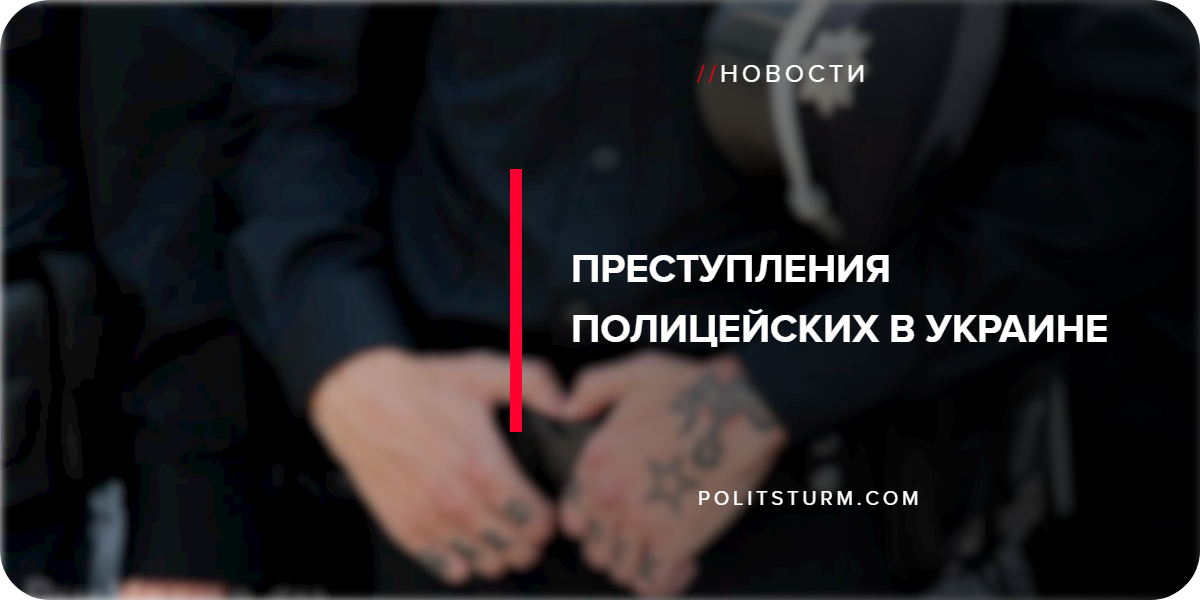 //НОВОСТИ
ПРЕСТУПЛЕНИЯ
ПОЛИЦЕЙСКИХ В УКРАИНЕ
POLITSTURM.COM